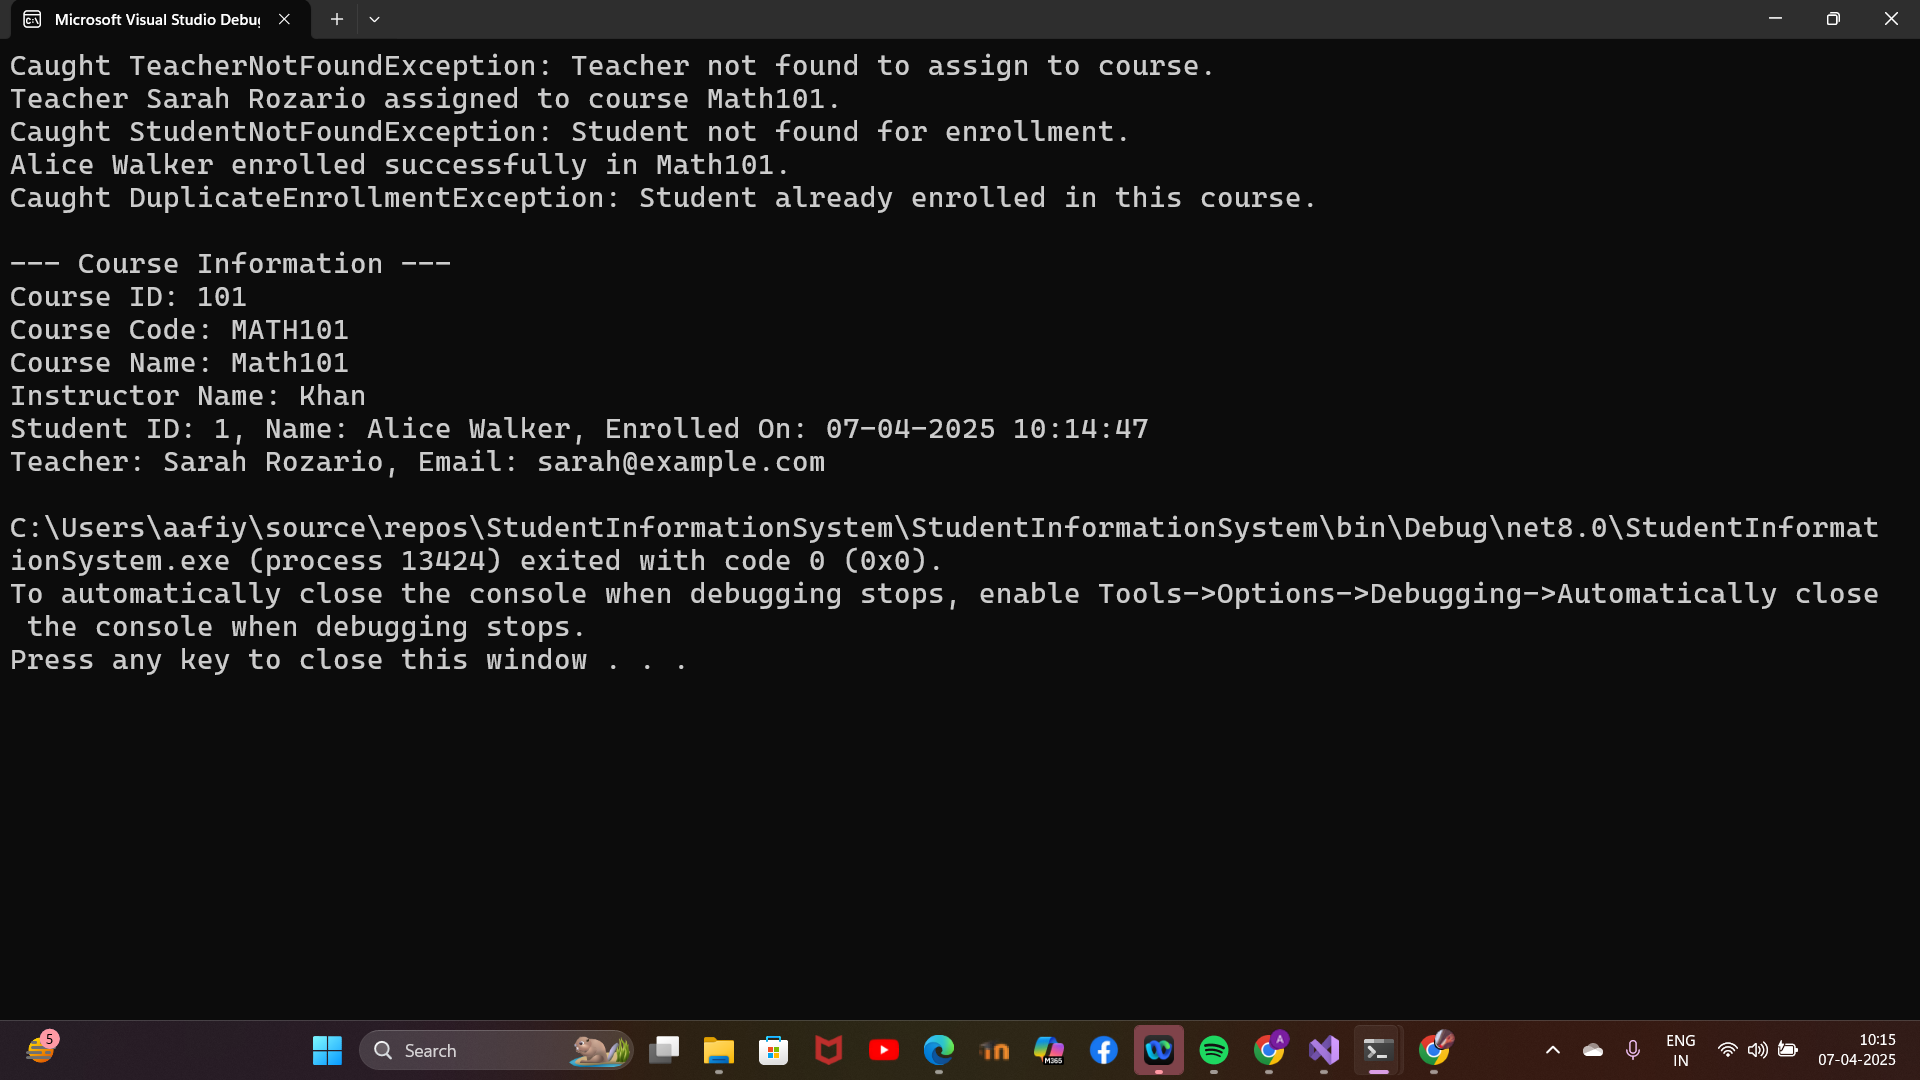 Microsoft Visual Studio Debug
Caught TeacherNotFoundException: Teacher not found to assign to course.
Teacher Sarah Rozario assigned to course Math101.
Caught StudentNotFoundException: Student not found for enrollment.
Alice Walker enrolled successfully in Math101.
Caught DuplicateEnrollmentException: Student already enrolled in this course.
--- Course Information ---
Course ID: 101
Course Code: MATH101
Course Name: Math101
Instructor Name: Khan
Student ID: 1, Name: Alice Walker, Enrolled On: 07-04-2025 10:14:47
Teacher: Sarah Rozario, Email: sarah@example.com
C:\Users\aafiy\source\repos\StudentInformationSystem\StudentInformationSystem\bin\Debug\net8.0\StudentInformat
ionSystem.exe (process 13424) exited with code 0 (0x0).
To automatically close the console when debugging stops, enable Tools->Options->Debugging->Automatically close
the console when debugging stops.
Press any key to close this window . . .
5
Search
M365
A
ENG
IN
10:15
07-04-2025